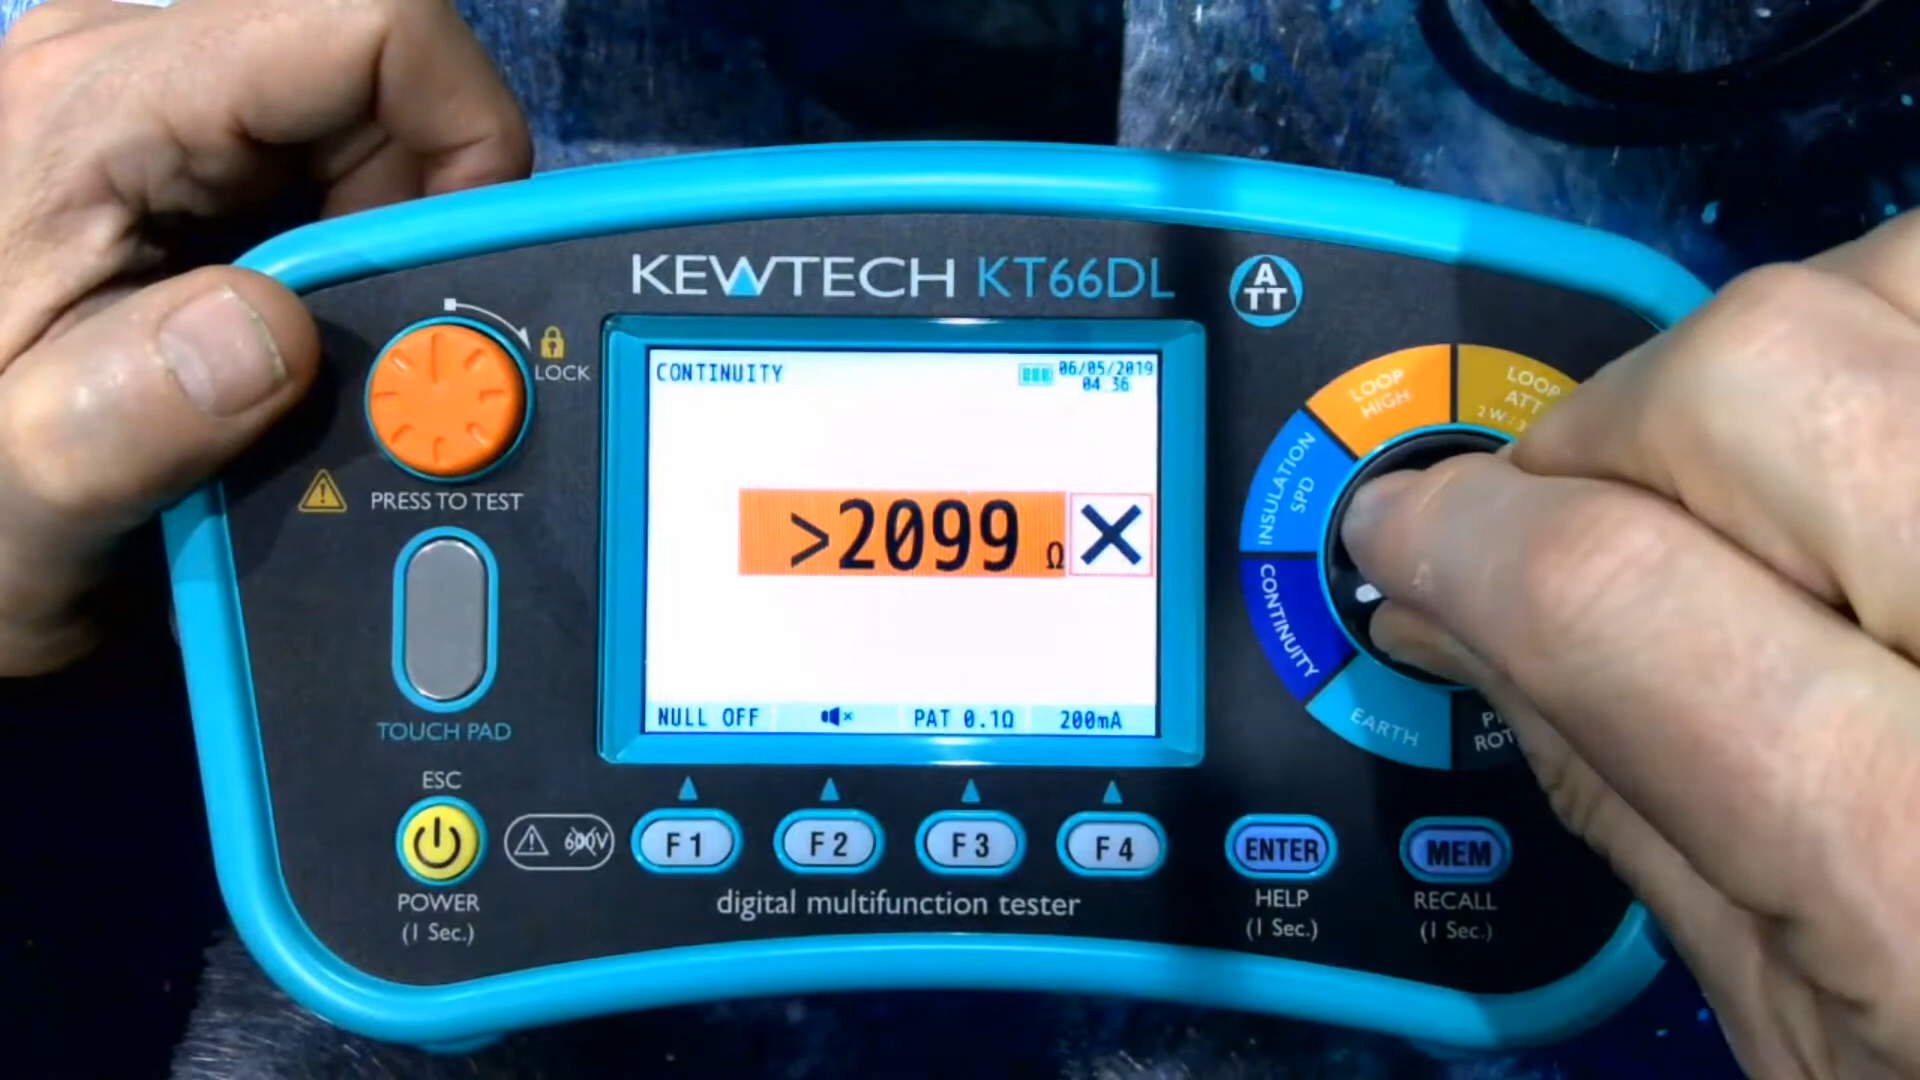 KEWTECH KT66DL
ATT
LOCK
PRESS TO TEST
TOUCH PAD
ESC
POWER
(1 Sec.)
CONTINUITY
06/05/2019
04 36
>2099 Ω
NULL OFF
PAT 0.1Ω
200mA
600V
F1
F2
F3
F4
digital multifunction tester
LOOP
HIGH
LOOP
ATT
INSULATION
SPD
CONTINUITY
EARTH
ENTER
HELP
(1 Sec.)
MEM
RECALL
(1 Sec.)